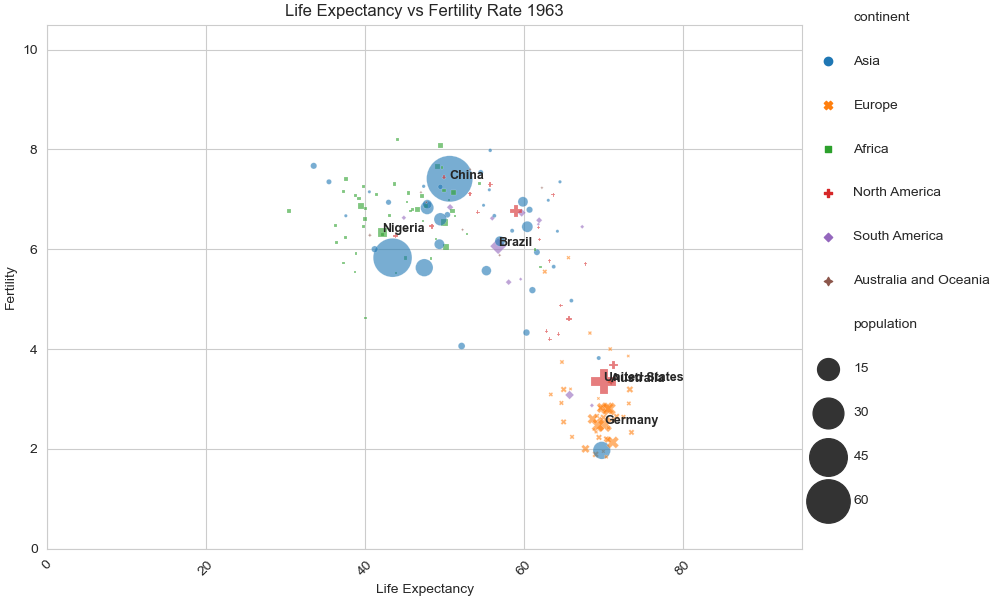 Life Expectancy vs Fertility Rate 1963
continent
Asia
Europe
Africa
North America
South America
Australia and Oceania
population
15
30
45
60
Fertility
10
8
6
4
2
0
China
Nigeria
Brazil
United States
Australia
Germany
0
20
40
60
80
Life Expectancy